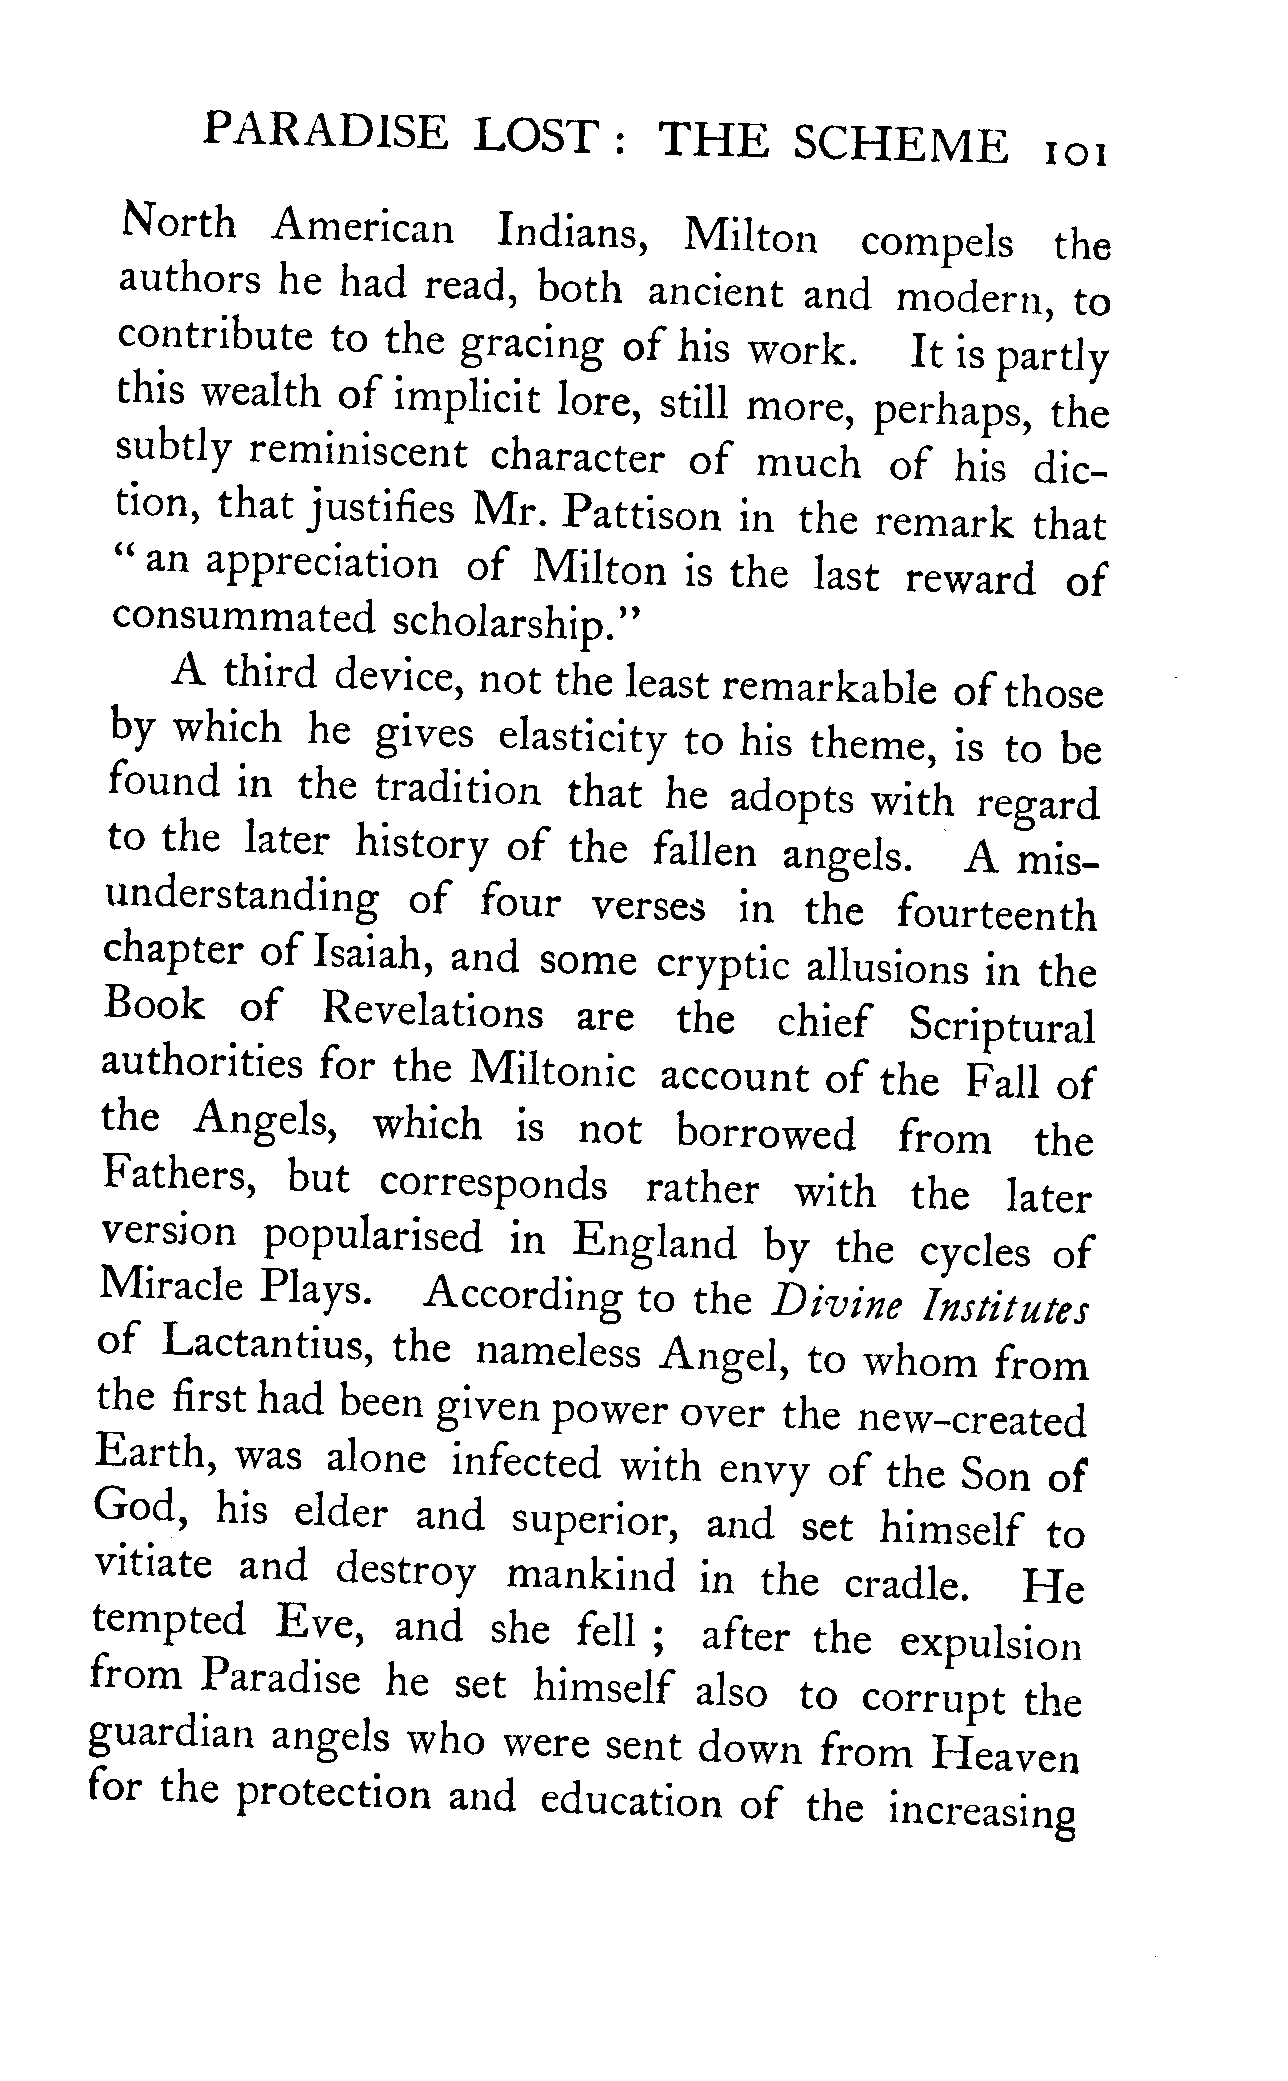 PARADISE LOST : THE SCHEME 101
North American Indians, Milton compels the
authors he had read, both ancient and modern, to
contribute to the gracing of his work. It is partly
this wealth of implicit lore, still more, perhaps, the
subtly reminiscent character of much of his dic-
tion, that justifies Mr. Pattison in the remark that
“ an appreciation of Milton is the last reward of
consummated scholarship.”
A third device, not the least remarkable of those
by which he gives elasticity to his theme, is to be
found in the tradition that he adopts with regard
to the later history of the fallen angels. A mis-
understanding of four verses in the fourteenth
chapter of Isaiah, and some cryptic allusions in the
Book of Revelations are the chief Scriptural
authorities for the Miltonic account of the Fall of
the Angels, which is not borrowed from the
Fathers, but corresponds rather with the later
version popularised in England by the cycles of
Miracle Plays. According to the Divine Institutes
of Lactantius, the nameless Angel, to whom from
the first had been given power over the new-created
Earth, was alone infected with envy of the Son of
God, his elder and superior, and set himself to
vitiate and destroy mankind in the cradle. He
tempted Eve, and she fell ; after the expulsion
from Paradise he set himself also to corrupt the
guardian angels who were sent down from Heaven
for the protection and education of the increasing